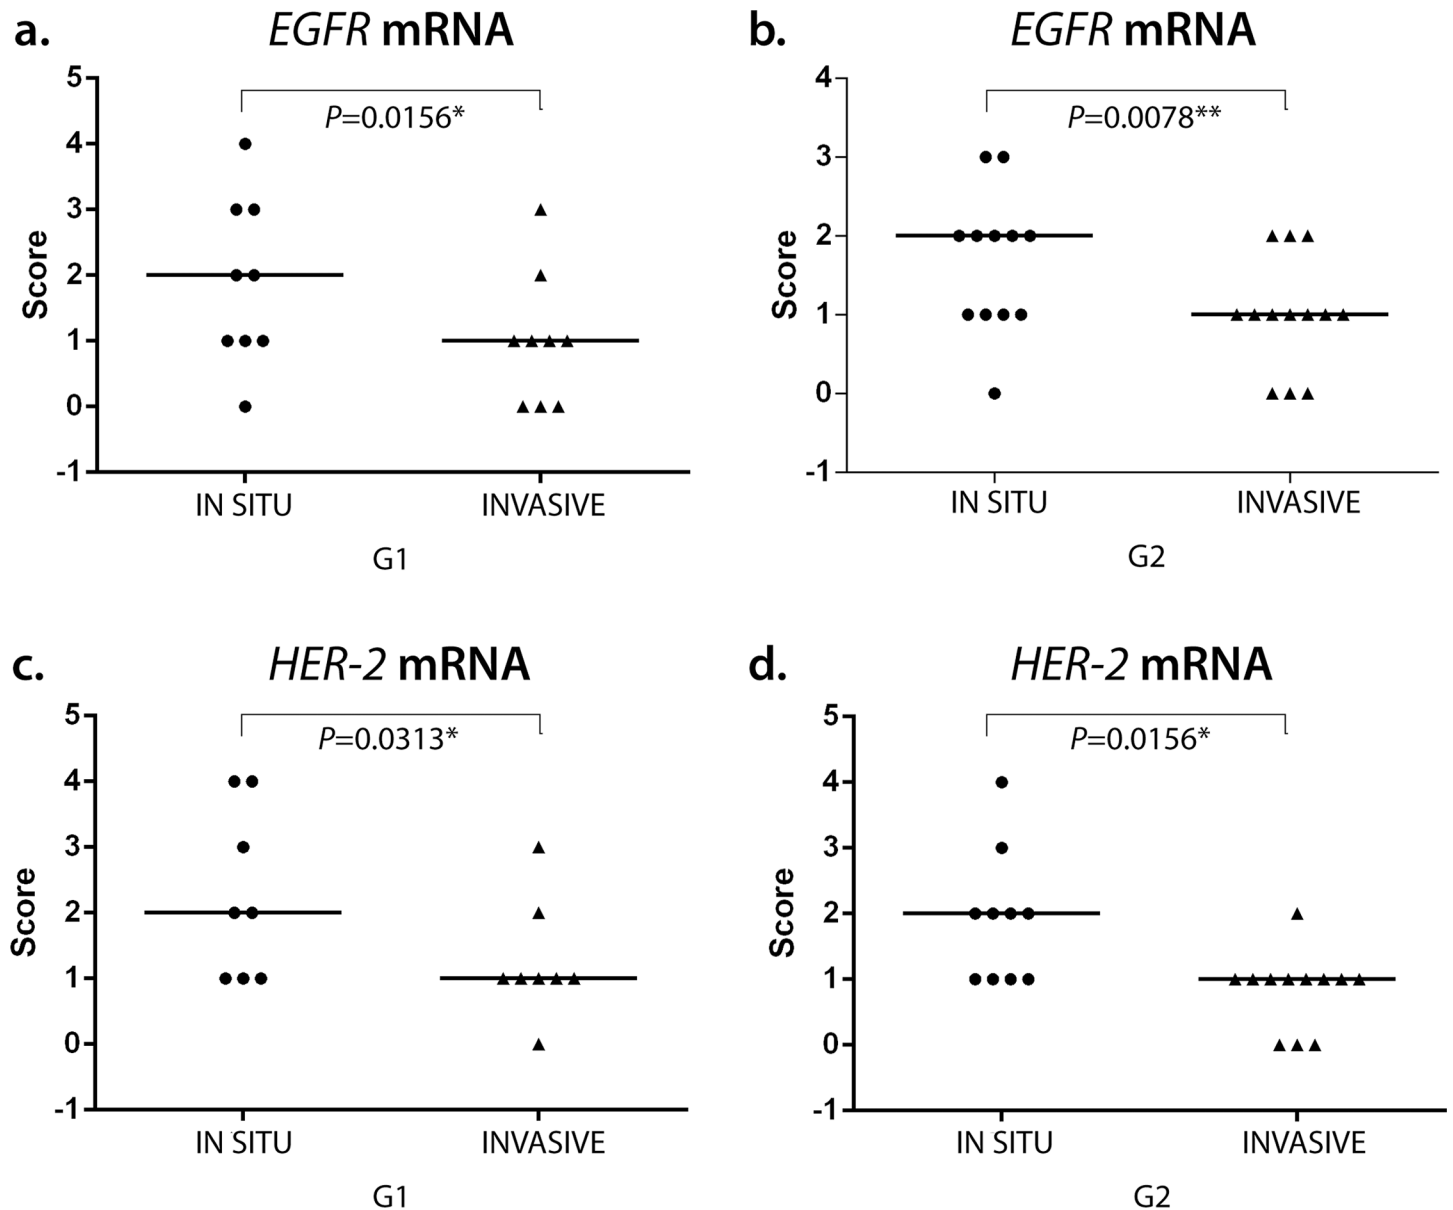 a.
EGFR mRNA
P=0.0156*
5
4
3
2
1
0
-1
Score
IN SITU
INVASIVE
G1
b.
EGFR mRNA
P=0.0078**
4
3
2
1
0
-1
Score
IN SITU
INVASIVE
G2
c.
HER-2 mRNA
P=0.0313*
5
4
3
2
1
0
-1
Score
IN SITU
INVASIVE
G1
d.
HER-2 mRNA
P=0.0156*
5
4
3
2
1
0
-1
Score
IN SITU
INVASIVE
G2